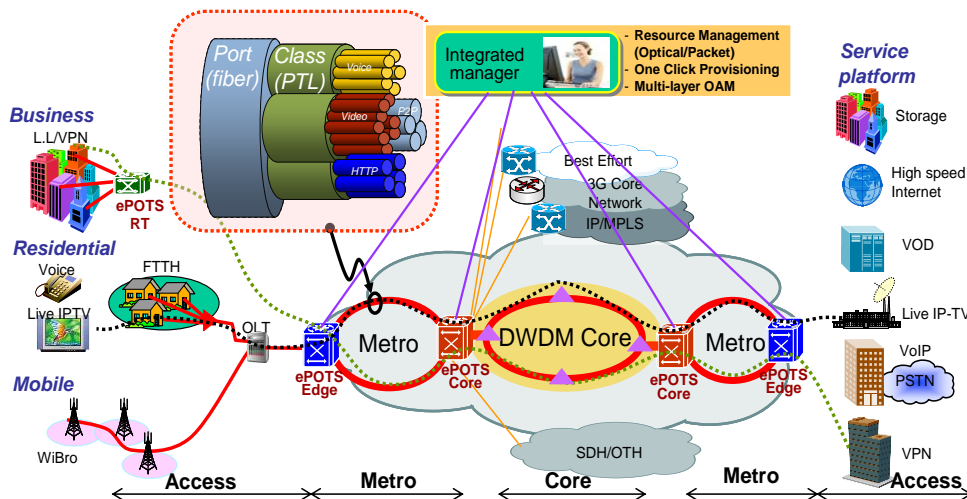 Port
(fiber)
Class
(PTL)
Voice
Video
P2P
HTTP
Integrated
manager
- Resource Management
(Optical/Packet)
- One Click Provisioning
- Multi-layer OAM
Service
platform
Storage
High speed
Internet
VOD
Live IP-TV
VoIP
PSTN
VPN
Business
L.L/VPN
ePOTS
RT
Residential
Voice
FTTH
Live IPTV
OLT
Mobile
WiBro
Best Effort
3G Core
Network
IP/MPLS
Metro
DWDM Core
Metro
ePOTS
Edge
ePOTS
Core
ePOTS
Core
ePOTS
Edge
SDH/OTH
Access
Metro
Core
Metro
Access